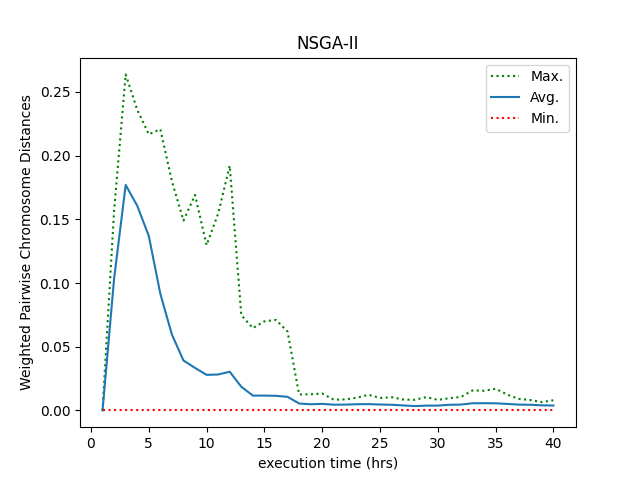 NSGA-II
Max.
Avg.
Min.
Weighted Pairwise Chromosome Distances
0.25
0.20
0.15
0.10
0.05
0.00
0 5 10 15 20 25 30 35 40
execution time (hrs)